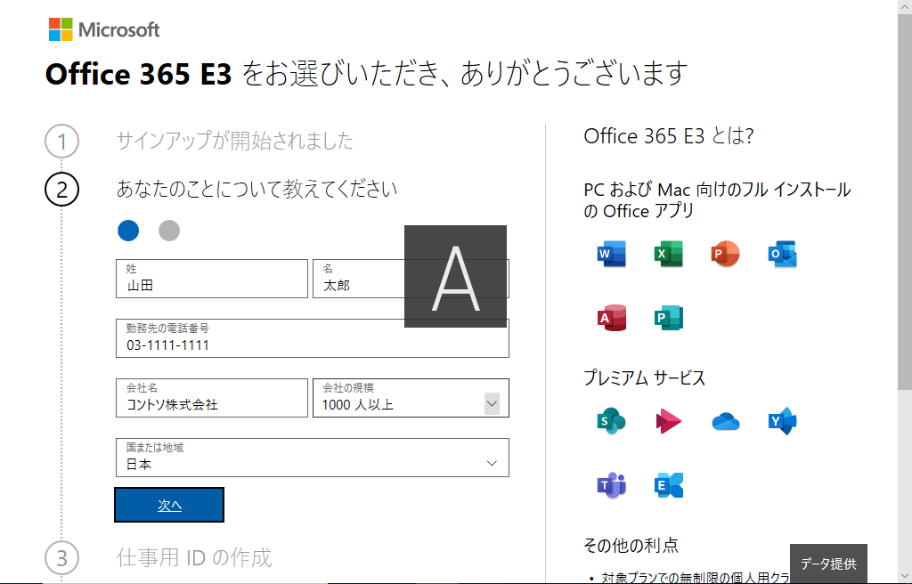 Microsoft
Office 365 E3 をお選びいただき、ありがとうございます
1 サインアップが開始されました
2 あなたのことについて教えてください
姓
山田
名
太郎
A
勤務先の電話番号
03-1111-1111
会社名
コントソ株式会社
会社の規模
1000 人以上
国または地域
日本
次へ
3 仕事用 ID の作成
Office 365 E3 とは?
PC および Mac 向けのフル インストール
の Office アプリ
W
X
P
O
A
P
プレミアム サービス
S
Y
T
E
その他の利点
• 対象プランでの無制限の個人用クラ
データ提供